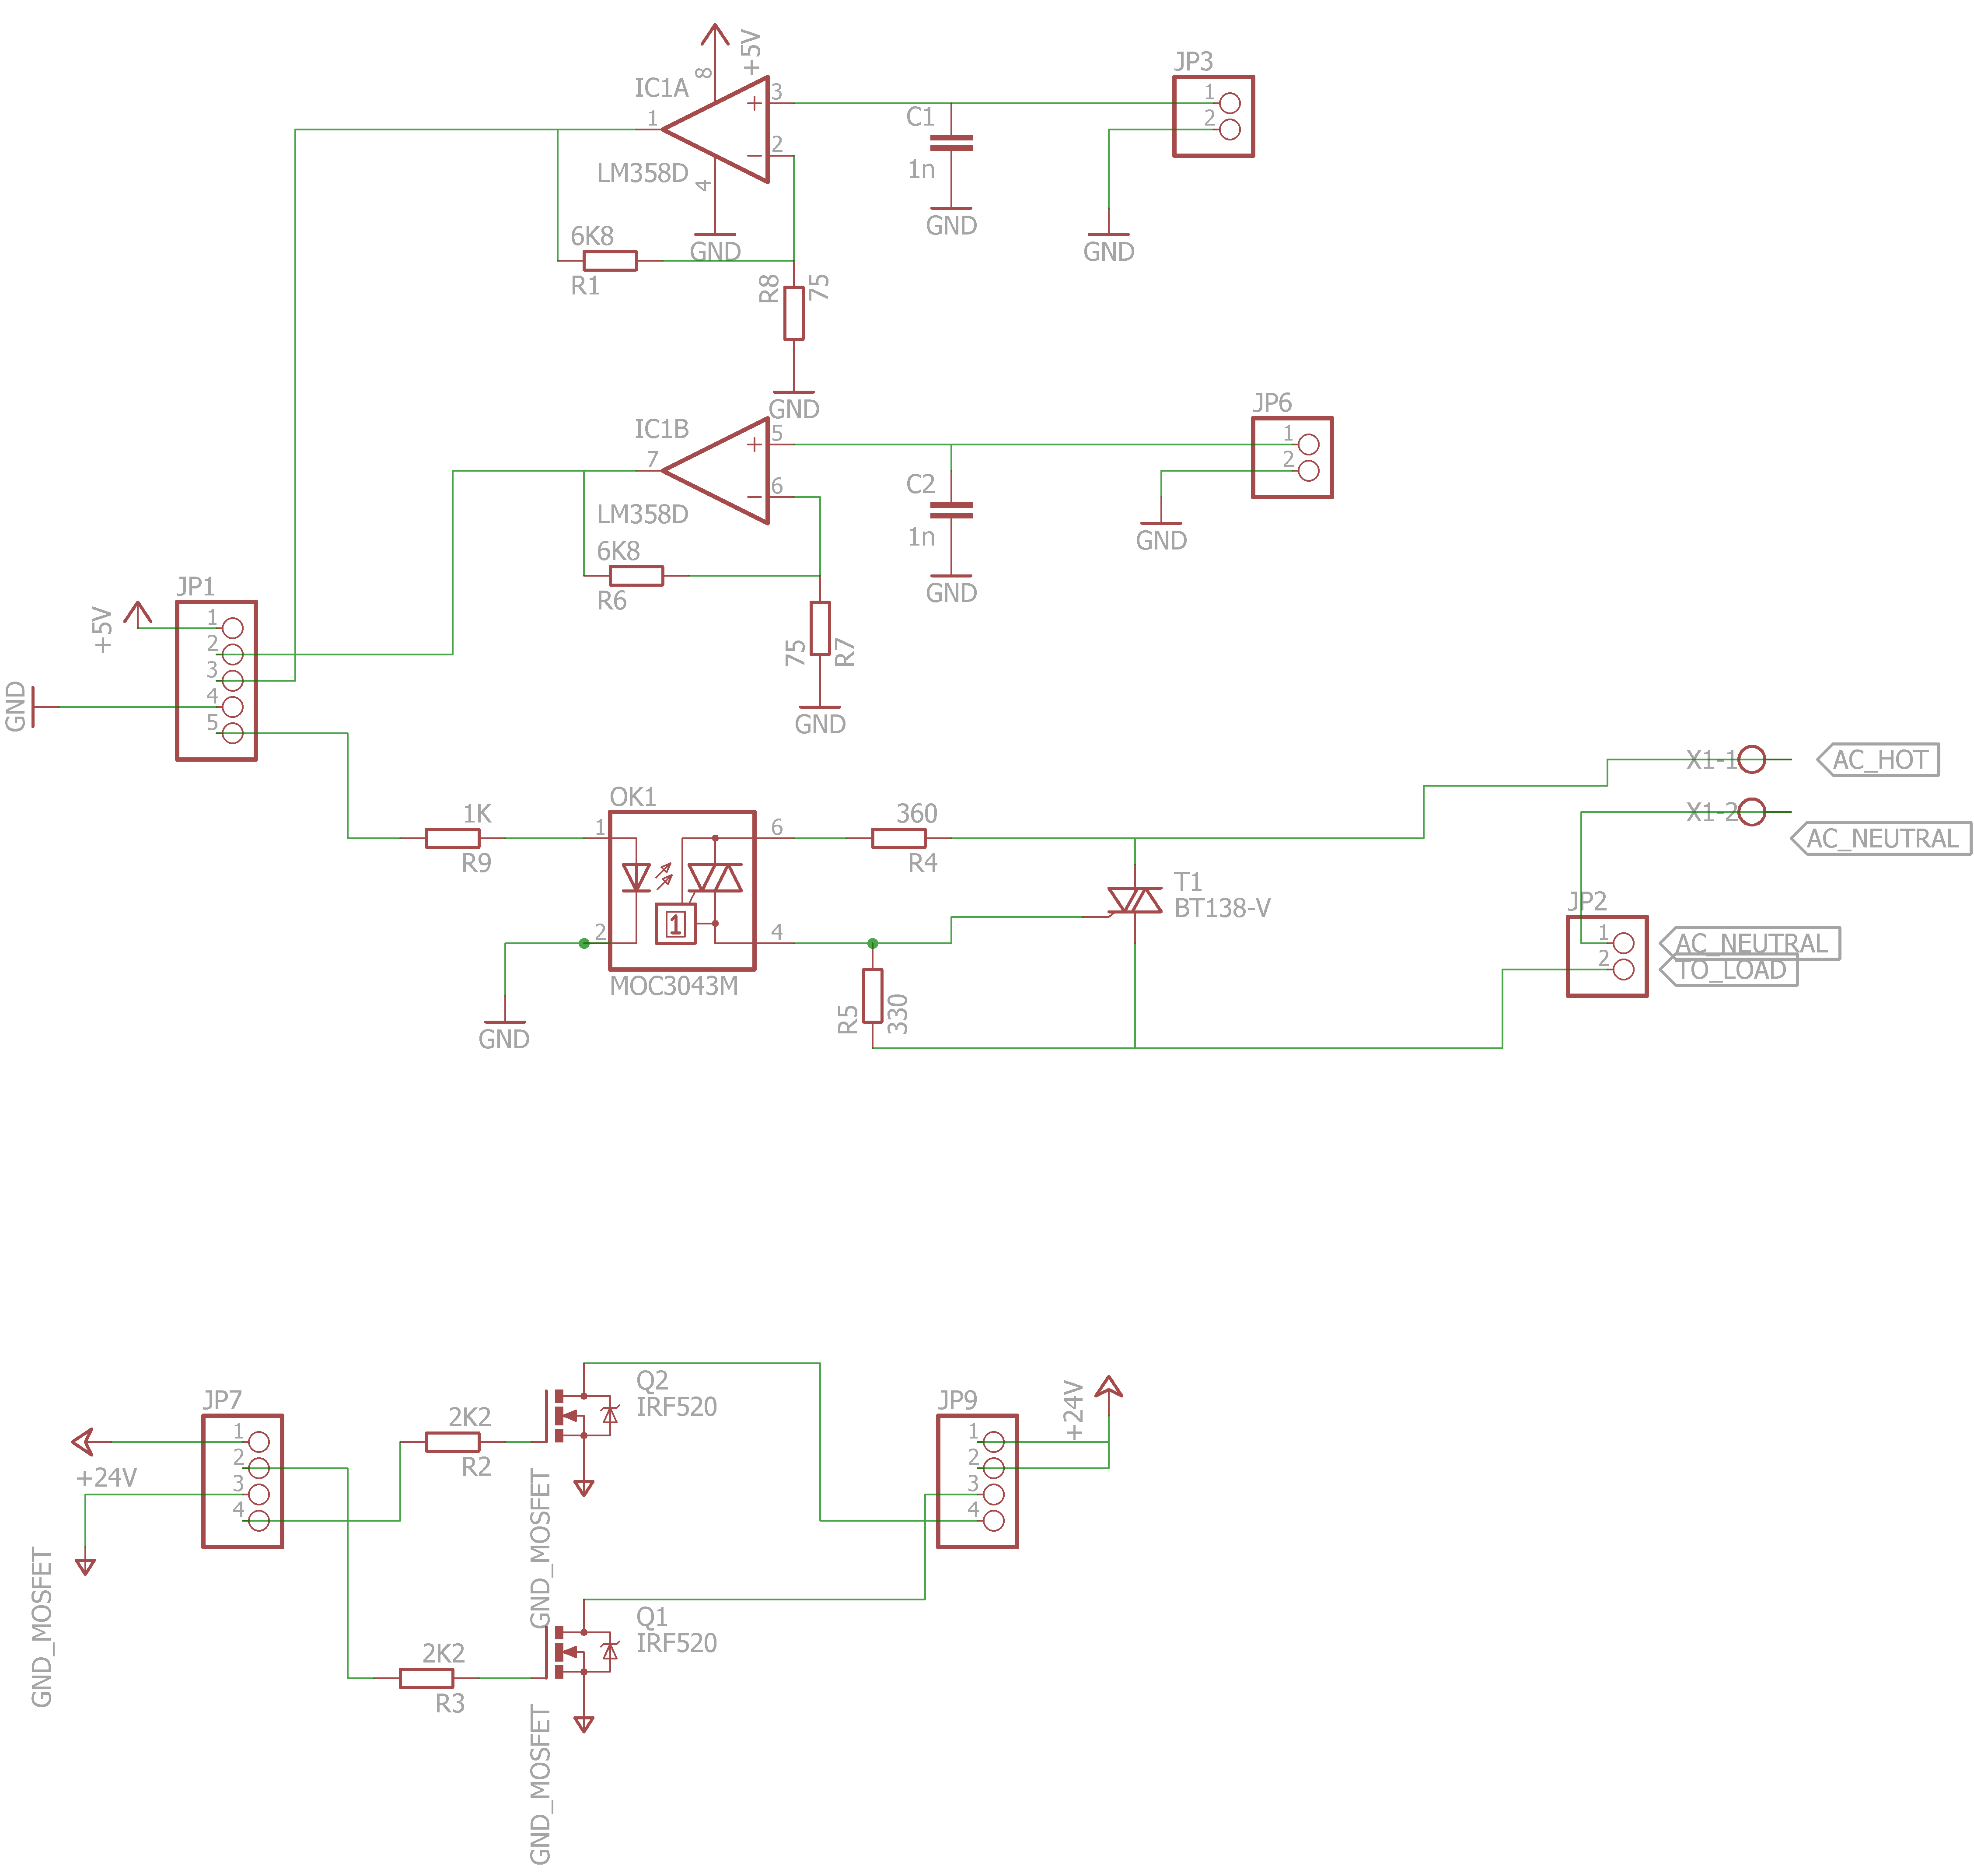 +5V
8
IC1A
1
3
2
LM358D
4
GND
6K8
R1
R8
75
GND
C1
1n
GND
JP3
1
2
GND
IC1B
7
5
6
LM358D
6K8
R6
75
R7
GND
C2
1n
GND
JP6
1
2
GND
JP1
+5V
1
2
3
4
5
GND
1K
R9
OK1
1
2
6
4
1
MOC3043M
GND
360
R4
R5
330
T1
BT138-V
X1-1
AC_HOT
X1-2
AC_NEUTRAL
JP2
1
2
AC_NEUTRAL
TO_LOAD
JP7
1
2
3
4
+24V
GND_MOSFET
2K2
R2
Q2
IRF520
GND_MOSFET
2K2
R3
Q1
IRF520
GND_MOSFET
JP9
1
2
3
4
+24V